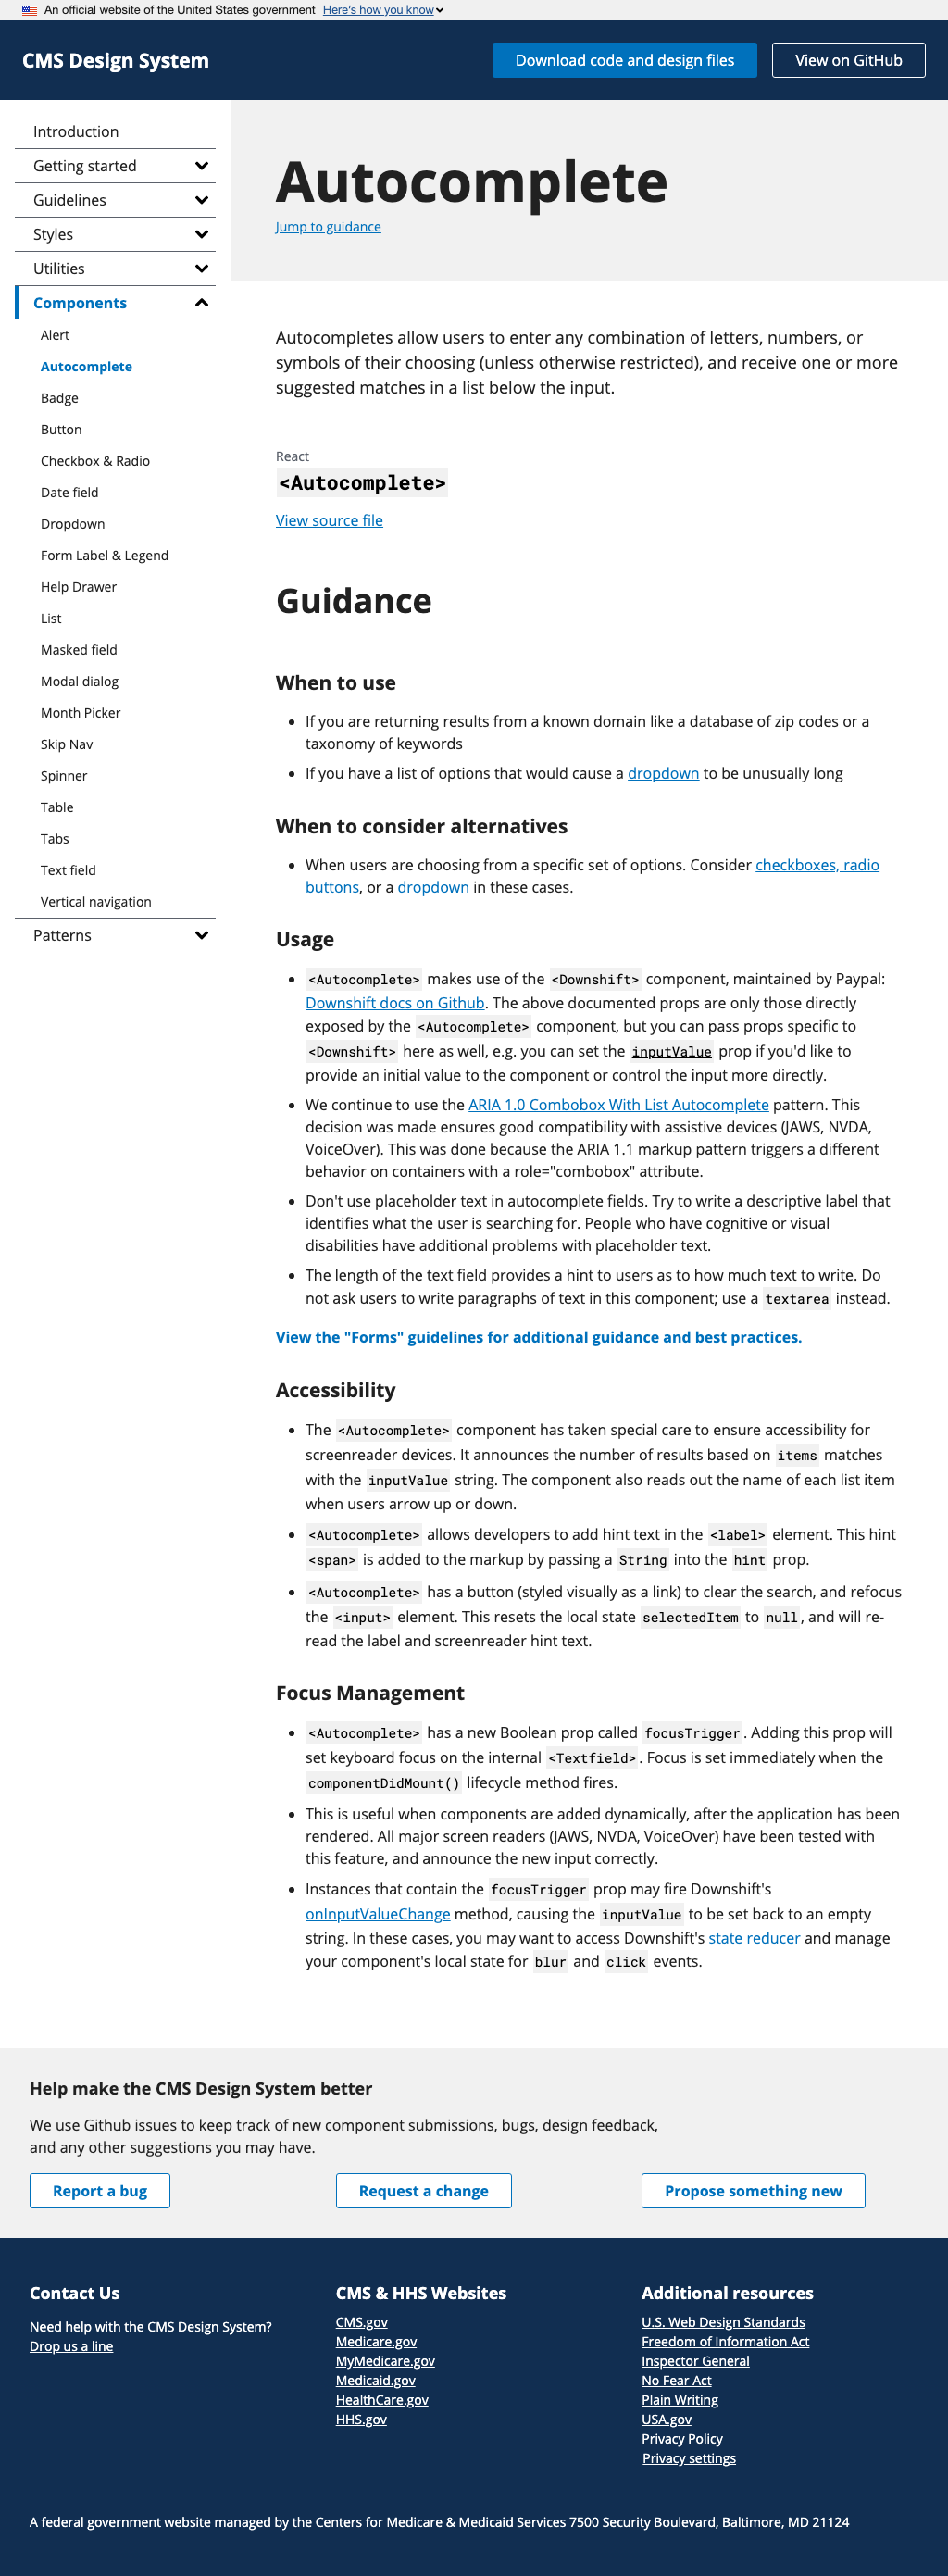 An official website of the United States government Here's how you know
CMS Design System
Download code and design files
View on GitHub
Introduction
Getting started
Guidelines
Styles
Utilities
Components
Alert
Autocomplete
Badge
Button
Checkbox & Radio
Date field
Dropdown
Form Label & Legend
Help Drawer
List
Masked field
Modal dialog
Month Picker
Skip Nav
Spinner
Table
Tabs
Text field
Vertical navigation
Patterns
Autocomplete
Jump to guidance
Autocompletes allow users to enter any combination of letters, numbers, or
symbols of their choosing (unless otherwise restricted), and receive one or more
suggested matches in a list below the input.
React
<Autocomplete>
View source file
Guidance
When to use
If you are returning results from a known domain like a database of zip codes or a
taxonomy of keywords
If you have a list of options that would cause a dropdown to be unusually long
When to consider alternatives
When users are choosing from a specific set of options. Consider checkboxes, radio
buttons, or a dropdown in these cases.
Usage
<Autocomplete> makes use of the <Downshift> component, maintained by Paypal:
Downshift docs on Github. The above documented props are only those directly
exposed by the <Autocomplete> component, but you can pass props specific to
<Downshift> here as well, e.g. you can set the inputValue prop if you'd like to
provide an initial value to the component or control the input more directly.
We continue to use the ARIA 1.0 Combobox With List Autocomplete pattern. This
decision was made ensures good compatibility with assistive devices (JAWS, NVDA,
VoiceOver). This was done because the ARIA 1.1 markup pattern triggers a different
behavior on containers with a role="combobox" attribute.
Don't use placeholder text in autocomplete fields. Try to write a descriptive label that
identifies what the user is searching for. People who have cognitive or visual
disabilities have additional problems with placeholder text.
The length of the text field provides a hint to users as to how much text to write. Do
not ask users to write paragraphs of text in this component; use a textarea instead.
View the "Forms" guidelines for additional guidance and best practices.
Accessibility
The <Autocomplete> component has taken special care to ensure accessibility for
screenreader devices. It announces the number of results based on items matches
with the inputValue string. The component also reads out the name of each list item
when users arrow up or down.
<Autocomplete> allows developers to add hint text in the <label> element. This hint
<span> is added to the markup by passing a String into the hint prop.
<Autocomplete> has a button (styled visually as a link) to clear the search, and refocus
the <input> element. This resets the local state selectedItem to null, and will re-
read the label and screenreader hint text.
Focus Management
<Autocomplete> has a new Boolean prop called focusTrigger. Adding this prop will
set keyboard focus on the internal <Textfield>. Focus is set immediately when the
componentDidMount() lifecycle method fires.
This is useful when components are added dynamically, after the application has been
rendered. All major screen readers (JAWS, NVDA, VoiceOver) have been tested with
this feature, and announce the new input correctly.
Instances that contain the focusTrigger prop may fire Downshift's
onInputValueChange method, causing the inputValue to be set back to an empty
string. In these cases, you may want to access Downshift's state reducer and manage
your component's local state for blur and click events.
Help make the CMS Design System better
We use Github issues to keep track of new component submissions, bugs, design feedback,
and any other suggestions you may have.
Report a bug
Request a change
Propose something new
Contact Us
Need help with the CMS Design System?
Drop us a line
CMS & HHS Websites
CMS.gov
Medicare.gov
MyMedicare.gov
Medicaid.gov
HealthCare.gov
HHS.gov
Additional resources
U.S. Web Design Standards
Freedom of Information Act
Inspector General
No Fear Act
Plain Writing
USA.gov
Privacy Policy
Privacy settings
A federal government website managed by the Centers for Medicare & Medicaid Services 7500 Security Boulevard, Baltimore, MD 21124